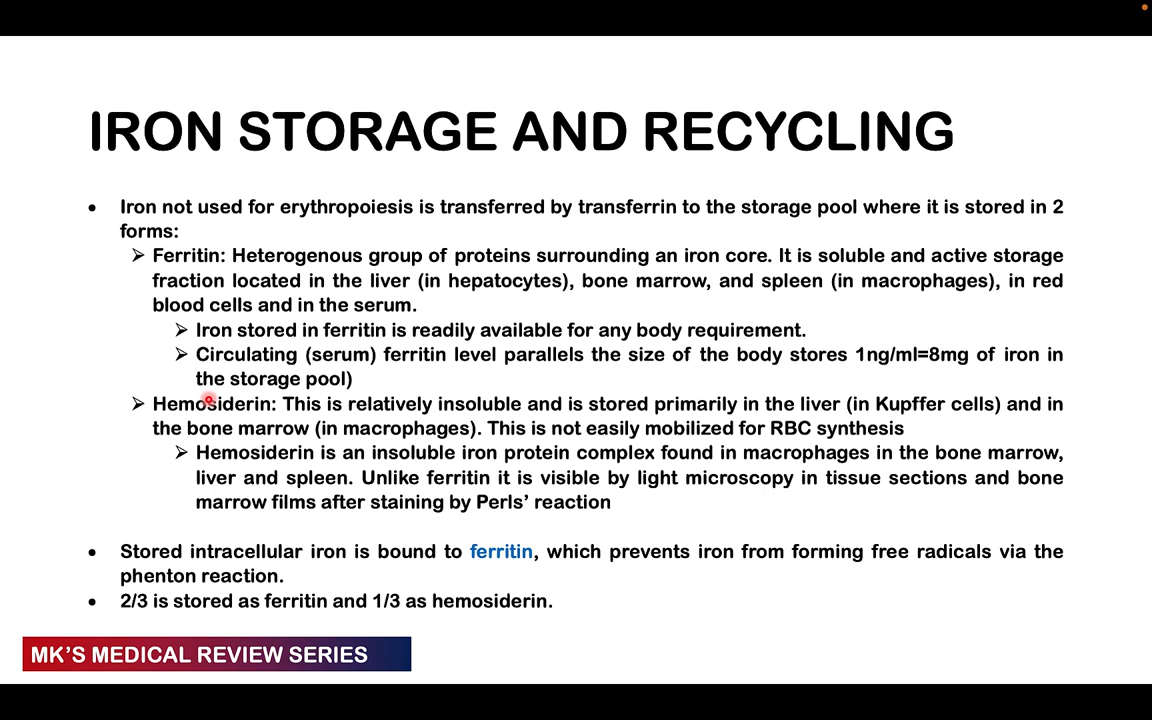 IRON STORAGE AND RECYCLING
• Iron not used for erythropoiesis is transferred by transferrin to the storage pool where it is stored in 2
forms:
➢ Ferritin: Heterogenous group of proteins surrounding an iron core. It is soluble and active storage
fraction located in the liver (in hepatocytes), bone marrow, and spleen (in macrophages), in red
blood cells and in the serum.
➢ Iron stored in ferritin is readily available for any body requirement.
➢ Circulating (serum) ferritin level parallels the size of the body stores 1ng/ml=8mg of iron in
the storage pool)
➢ Hemosiderin: This is relatively insoluble and is stored primarily in the liver (in Kupffer cells) and in
the bone marrow (in macrophages). This is not easily mobilized for RBC synthesis
➢ Hemosiderin is an insoluble iron protein complex found in macrophages in the bone marrow,
liver and spleen. Unlike ferritin it is visible by light microscopy in tissue sections and bone
marrow films after staining by Perls’ reaction
• Stored intracellular iron is bound to ferritin, which prevents iron from forming free radicals via the
phenton reaction.
• 2/3 is stored as ferritin and 1/3 as hemosiderin.
MK’S MEDICAL REVIEW SERIES